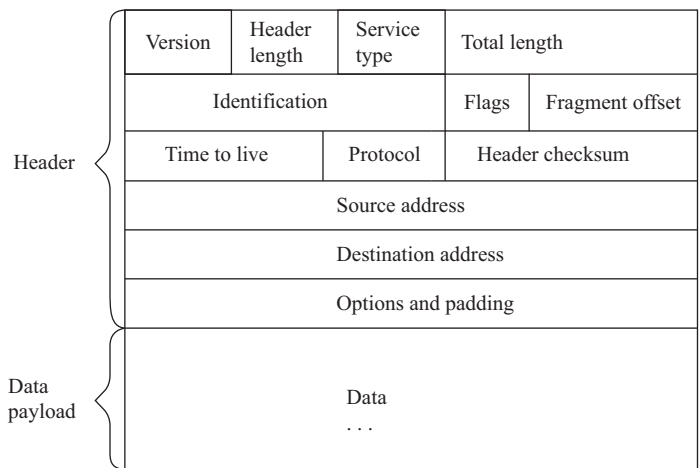 Version
Header
length
Service
type
Total length
Identification
Flags
Fragment offset
Header
Time to live
Protocol
Header checksum
Source address
Destination address
Options and padding
Data
payload
Data
. . .